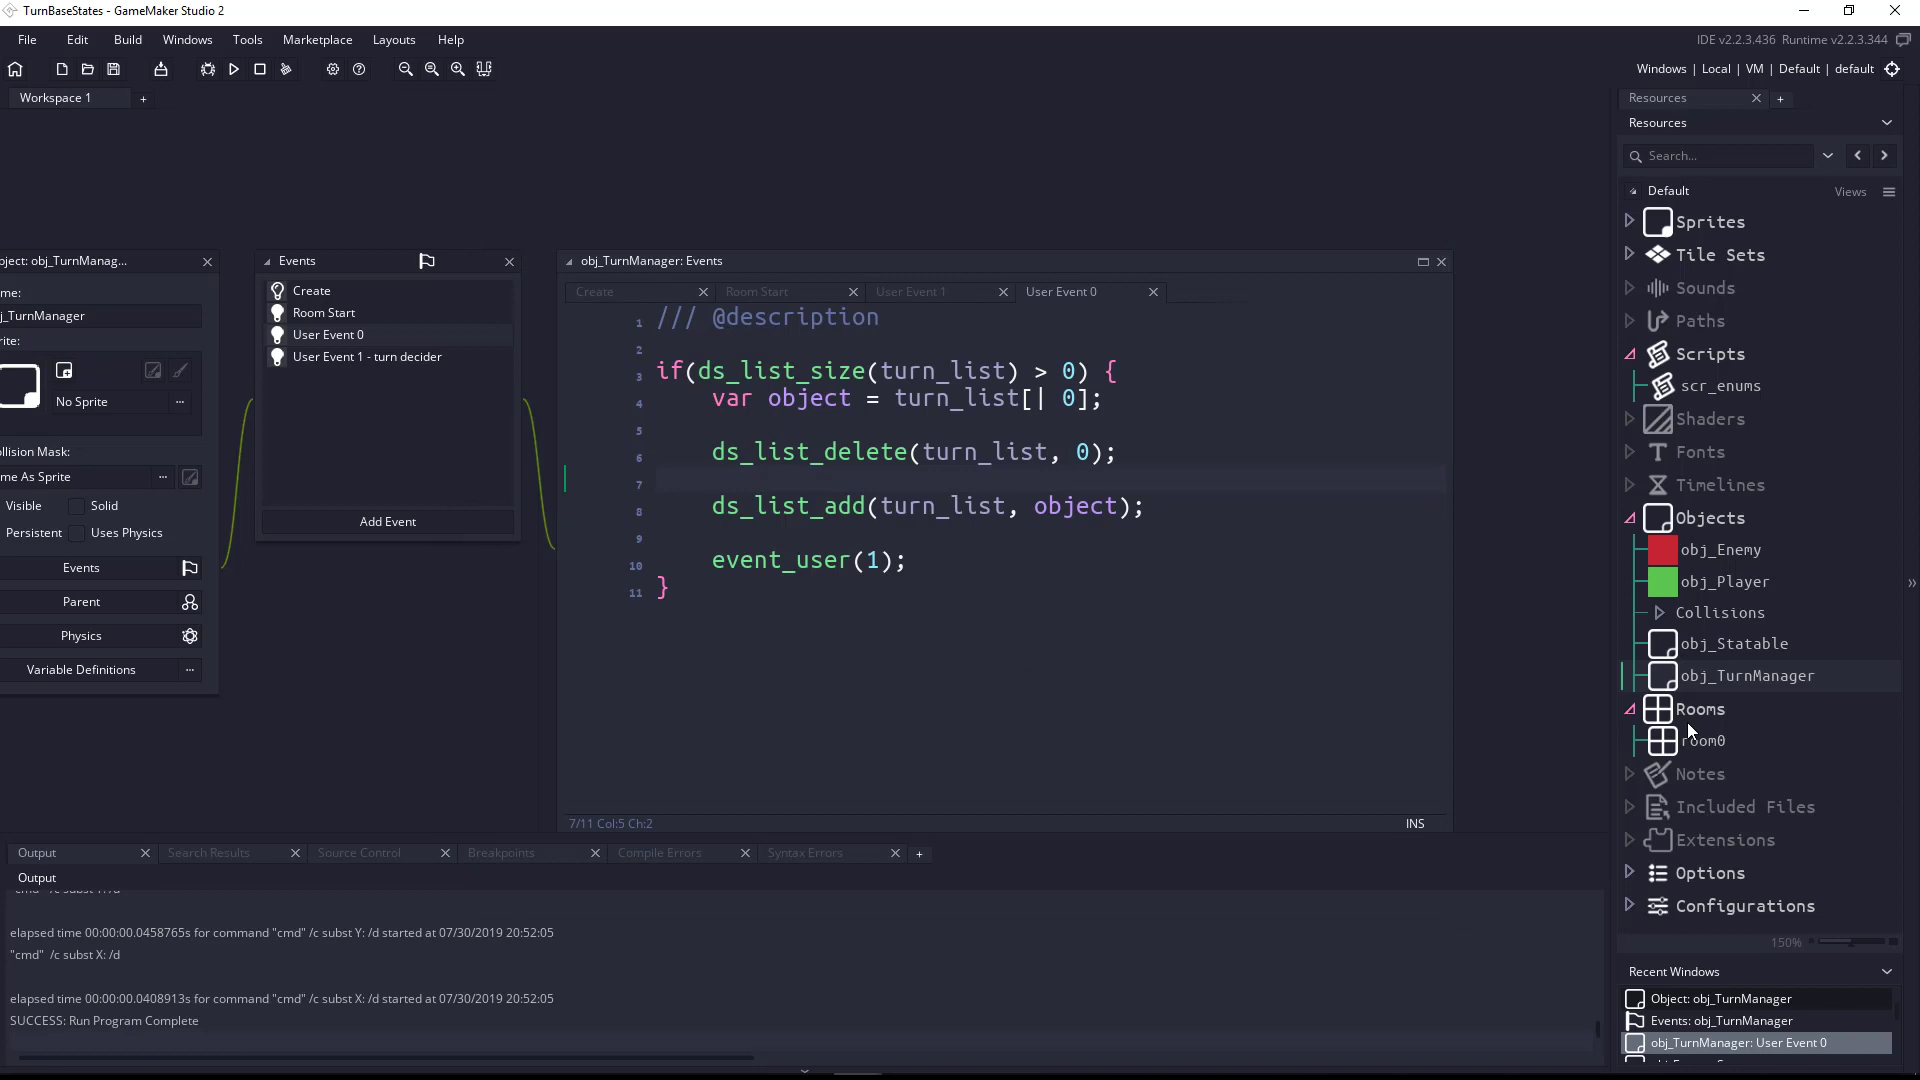 TurnBaseStates - GameMaker Studio 2
File Edit Build Windows Tools Marketplace Layouts Help
IDE v2.2.3.436 Runtime v2.2.3.344
Windows | Local | VM | Default | default
Workspace 1 +
Resources
Resources
Search...
Default Views
Sprites
Tile Sets
Sounds
Paths
Scripts
scr_enums
Shaders
Fonts
Timelines
Objects
obj_Enemy
obj_Player
Collisions
obj_Statable
obj_TurnManager
Rooms
room0
Notes
Included Files
Extensions
Options
Configurations
150%
Recent Windows
Object: obj_TurnManager
Events: obj_TurnManager
obj_TurnManager: User Event 0
bject: obj_TurnManag...
me:
j_TurnManager
rite:
No Sprite ...
llision Mask:
me As Sprite ...
Visible Solid
Persistent Uses Physics
Events
Parent
Physics
Variable Definitions ...
Events
Create
Room Start
User Event 0
User Event 1 - turn decider
Add Event
obj_TurnManager: Events
Create Room Start User Event 1 User Event 0
1 /// @description
2
3 if(ds_list_size(turn_list) > 0) {
4 var object = turn_list[| 0];
5
6 ds_list_delete(turn_list, 0);
7
8 ds_list_add(turn_list, object);
9
10 event_user(1);
11 }
7/11 Col:5 Ch:2 INS
Output Search Results Source Control Breakpoints Compile Errors Syntax Errors +
Output
elapsed time 00:00:00.0458765s for command "cmd" /c subst Y: /d started at 07/30/2019 20:52:05
"cmd" /c subst X: /d
elapsed time 00:00:00.0408913s for command "cmd" /c subst X: /d started at 07/30/2019 20:52:05
SUCCESS: Run Program Complete